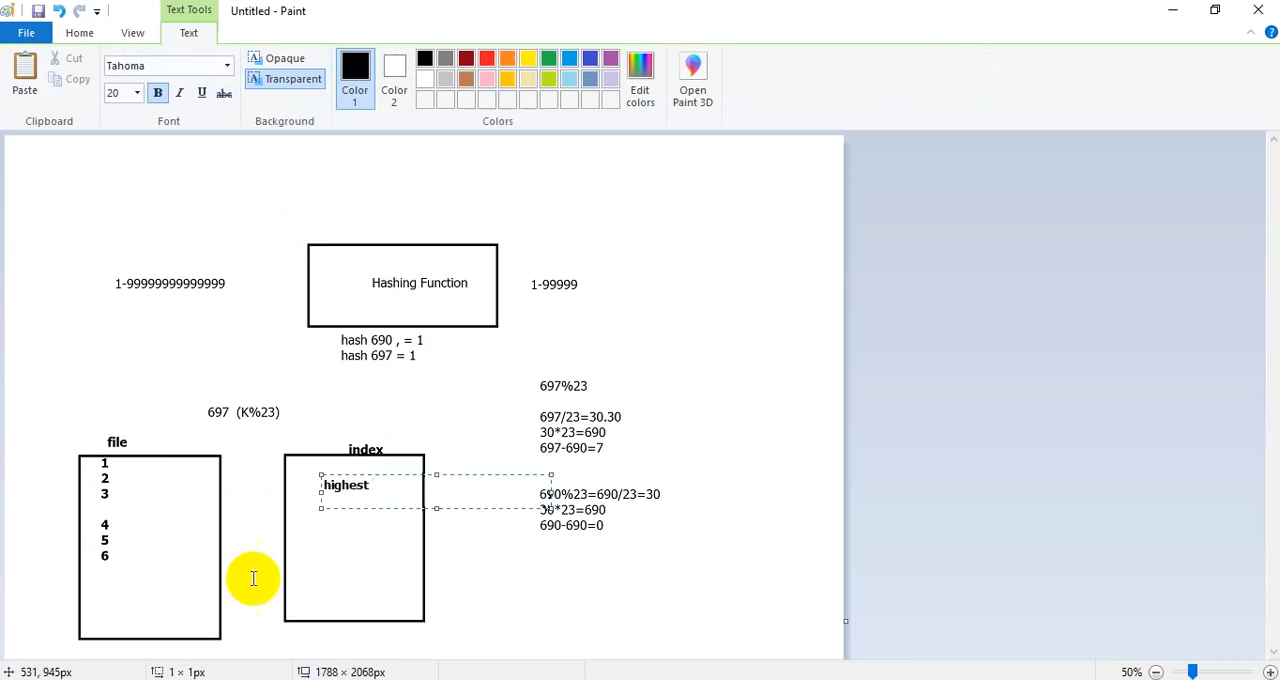 Text Tools
Untitled - Paint
File
Home
View
Text
Paste
Cut
Copy
Clipboard
Tahoma
20
B
I
U
abc
Font
Opaque
Transparent
Background
Color 1
Color 2
Edit colors
Colors
Open Paint 3D
1-99999999999999
Hashing Function
1-99999
hash 690 , = 1
hash 697 = 1
697%23
697/23=30.30
30*23=690
697-690=7
697 (K%23)
file
1
2
3
4
5
6
index
highest
690%23=690/23=30
30*23=690
690-690=0
531, 945px
1 × 1px
1788 × 2068px
50%